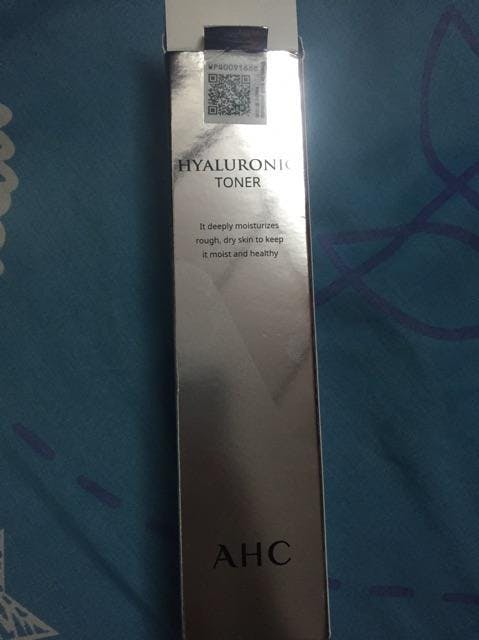 HYALURONIC
TONER
It deeply moisturizes
rough, dry skin to keep
it moist and healthy
AHC